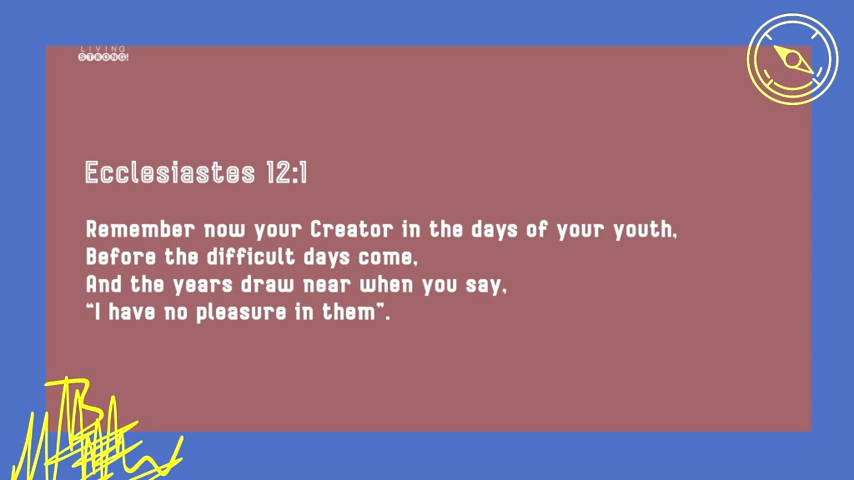 LIVING
STRONG!
Ecclesiastes 12:1
Remember now your Creator in the days of your youth,
Before the difficult days come,
And the years draw near when you say,
“I have no pleasure in them”.